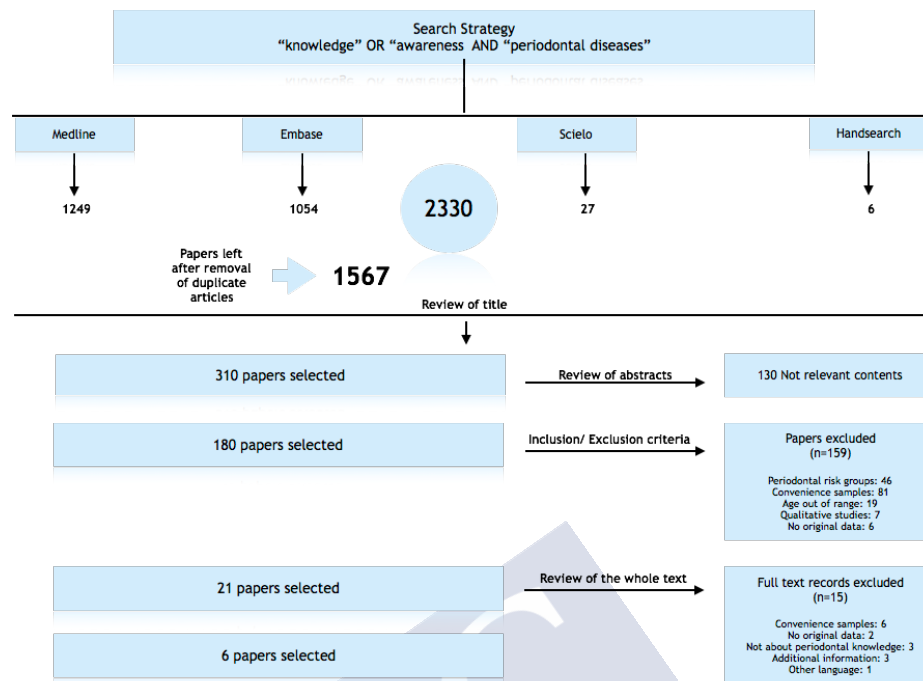 Search Strategy
“knowledge” OR “awareness AND “periodontal diseases”
Medline
Embase
Scielo
Handsearch
1249
1054
2330
27
6
Papers left
after removal
of duplicate
articles
1567
Review of title
310 papers selected
Review of abstracts
130 Not relevant contents
180 papers selected
Inclusion/ Exclusion criteria
Papers excluded
(n=159)
Periodontal risk groups: 46
Convenience samples: 81
Age out of range: 19
Qualitative studies: 7
No original data: 6
21 papers selected
Review of the whole text
Full text records excluded
(n=15)
Convenience samples: 6
No original data: 2
Not about periodontal knowledge: 3
Additional information: 3
Other language: 1
6 papers selected